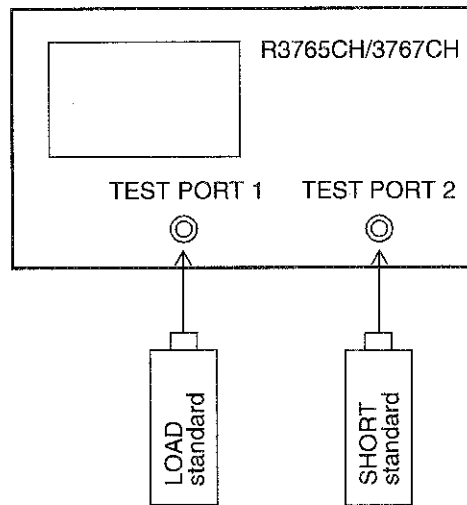 R3765CH/3767CH
TEST PORT 1
TEST PORT 2
LOAD
standard
SHORT
standard